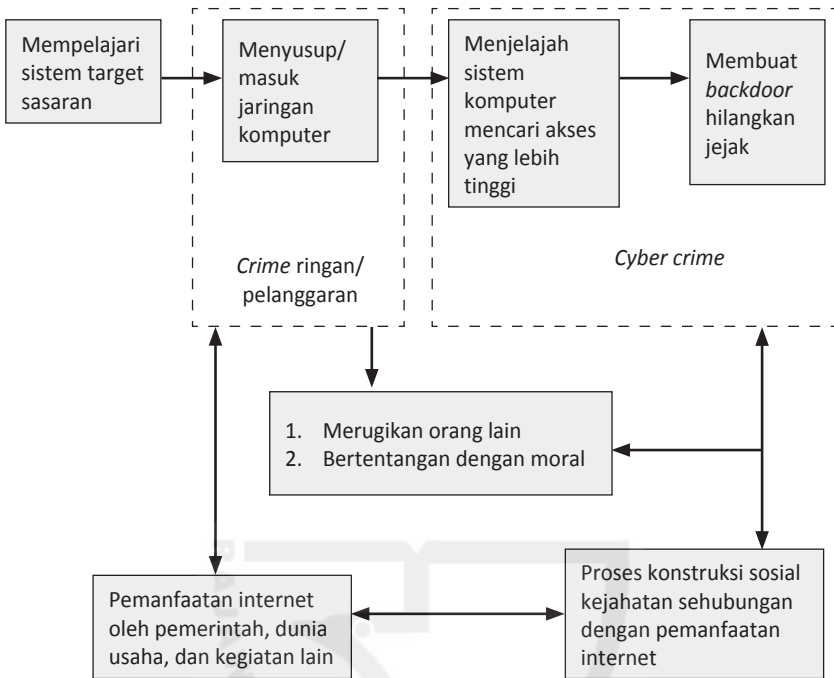 Mempelajari
sistem target
sasaran
Menyusup/
masuk
jaringan
komputer
Menjelajah
sistem
komputer
mencari akses
yang lebih
tinggi
Membuat
backdoor
hilangkan
jejak
Crime ringan/
pelanggaran
Cyber crime
1. Merugikan orang lain
2. Bertentangan dengan moral
Pemanfaatan internet
oleh pemerintah, dunia
usaha, dan kegiatan lain
Proses konstruksi sosial
kejahatan sehubungan
dengan pemanfaatan
internet